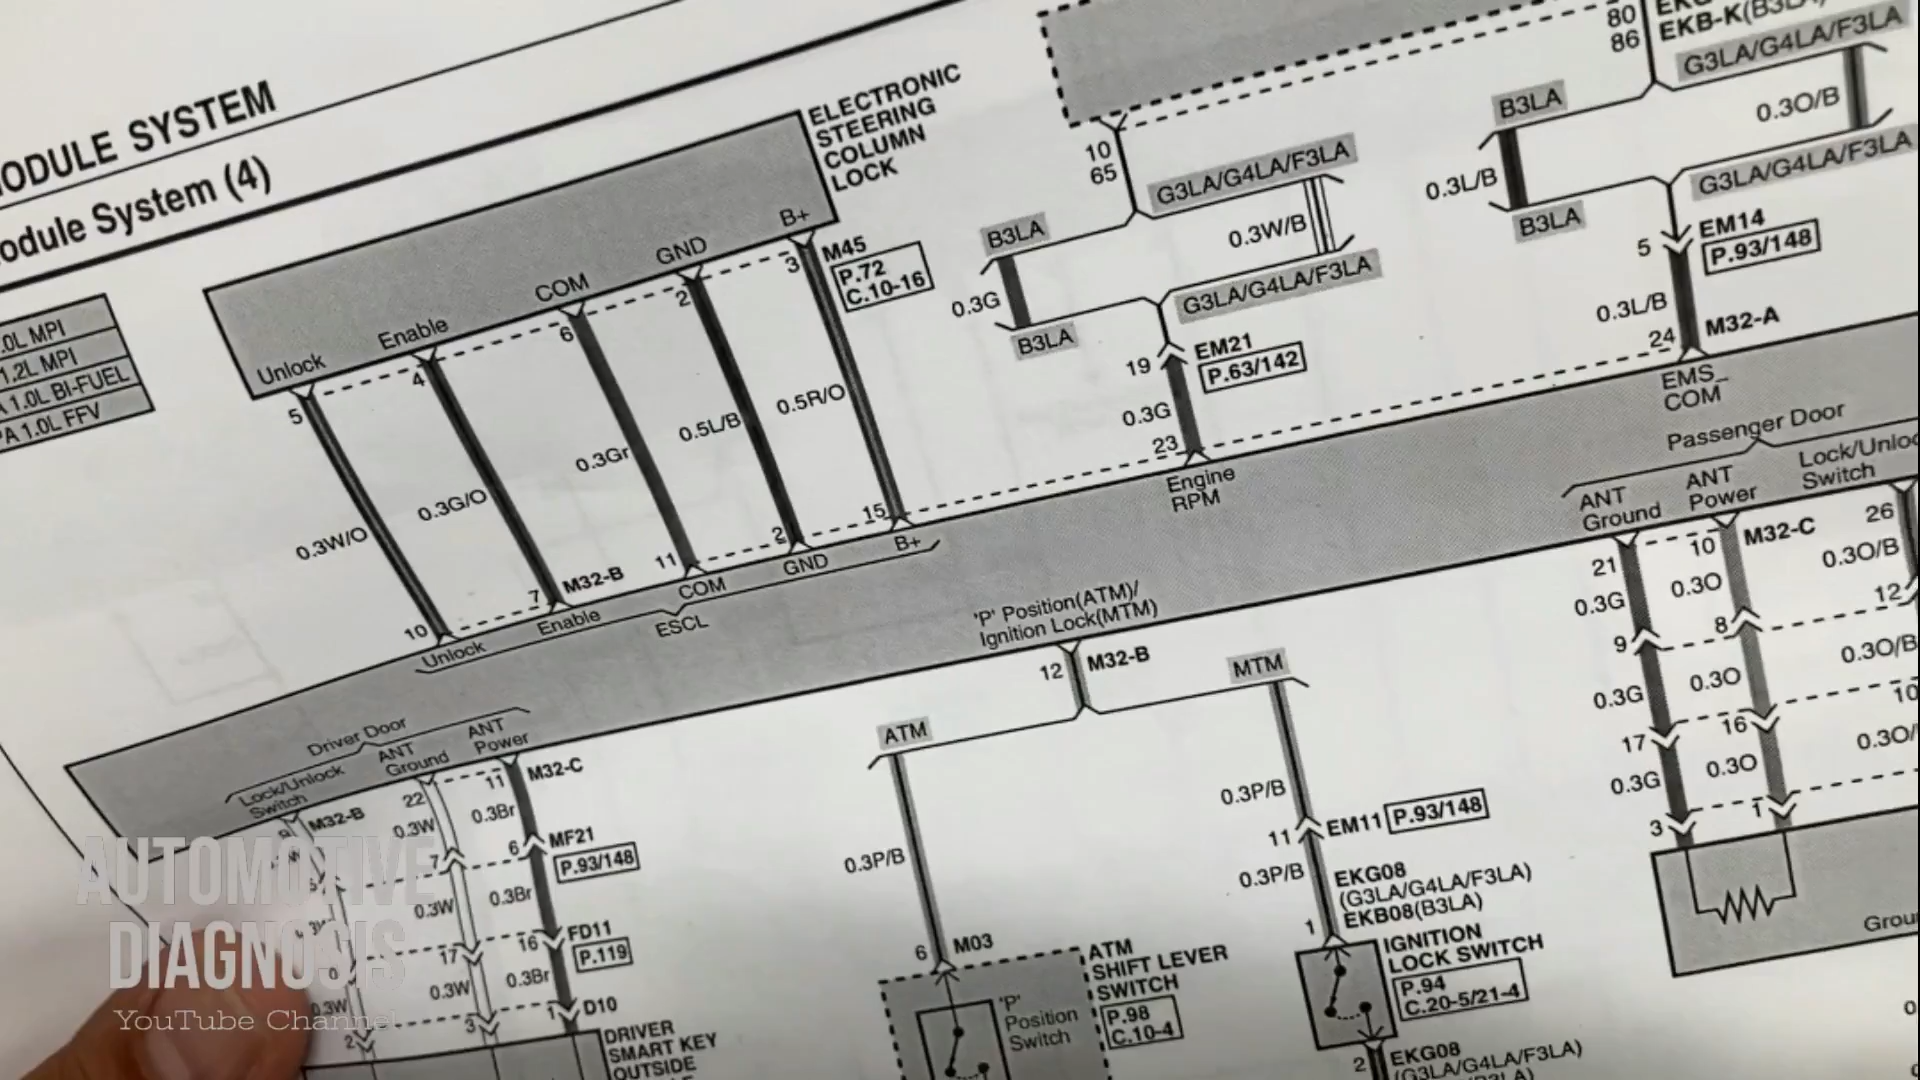 MODULE SYSTEM
Module System (4)
.0L MPI
1.2L MPI
A 1.0L BI-FUEL
PA 1.0L FFV
ELECTRONIC
STEERING
COLUMN
LOCK
Unlock
Enable
COM
GND
B+
5
4
6
2
3
M45
P.72
C.10-16
0.3W/O
0.3G/O
0.3Gr
0.5L/B
0.5R/O
10
7
M32-B
11
2
15
Unlock
Enable
COM
GND
B+
ESCL
10
65
G3LA/G4LA/F3LA
B3LA
0.3G
0.3W/B
B3LA
G3LA/G4LA/F3LA
19
EM21
P.63/142
0.3G
23
Engine
RPM
80
86
EKB-K(B3LA)
G3LA/G4LA/F3LA
B3LA
0.3L/B
0.3O/B
B3LA
G3LA/G4LA/F3LA
5
EM14
P.93/148
0.3L/B
24
M32-A
EMS_
COM
Passenger Door
ANT
Ground
ANT
Power
Lock/Unlo
Switch
21
10
M32-C
26
0.3G
0.3O
0.3O/B
9
8
12
0.3G
0.3O
0.3O/B
17
16
10
0.3G
0.3O
0.3O/
3
1
Grou
'P' Position(ATM)/
Ignition Lock(MTM)
12
M32-B
ATM
MTM
0.3P/B
0.3P/B
11
EM11
P.93/148
0.3P/B
EKG08
(G3LA/G4LA/F3LA)
EKB08(B3LA)
1
IGNITION
LOCK SWITCH
P.94
C.20-5/21-4
2
EKG08
(G3LA/G4LA/F3LA)
6
M03
ATM
SHIFT LEVER
SWITCH
P.98
C.10-4
'P'
Position
Switch
Driver Door
Lock/Unlock
Switch
ANT
Ground
ANT
Power
M32-B
22
11
M32-C
0.3W
0.3Br
7
6
MF21
P.93/148
0.3W
0.3Br
17
16
FD11
P.119
0.3W
0.3W
0.3Br
2
3
1
D10
DRIVER
SMART KEY
OUTSIDE
AUTOMOTIVE
DIAGNOSIS
YouTube Channel